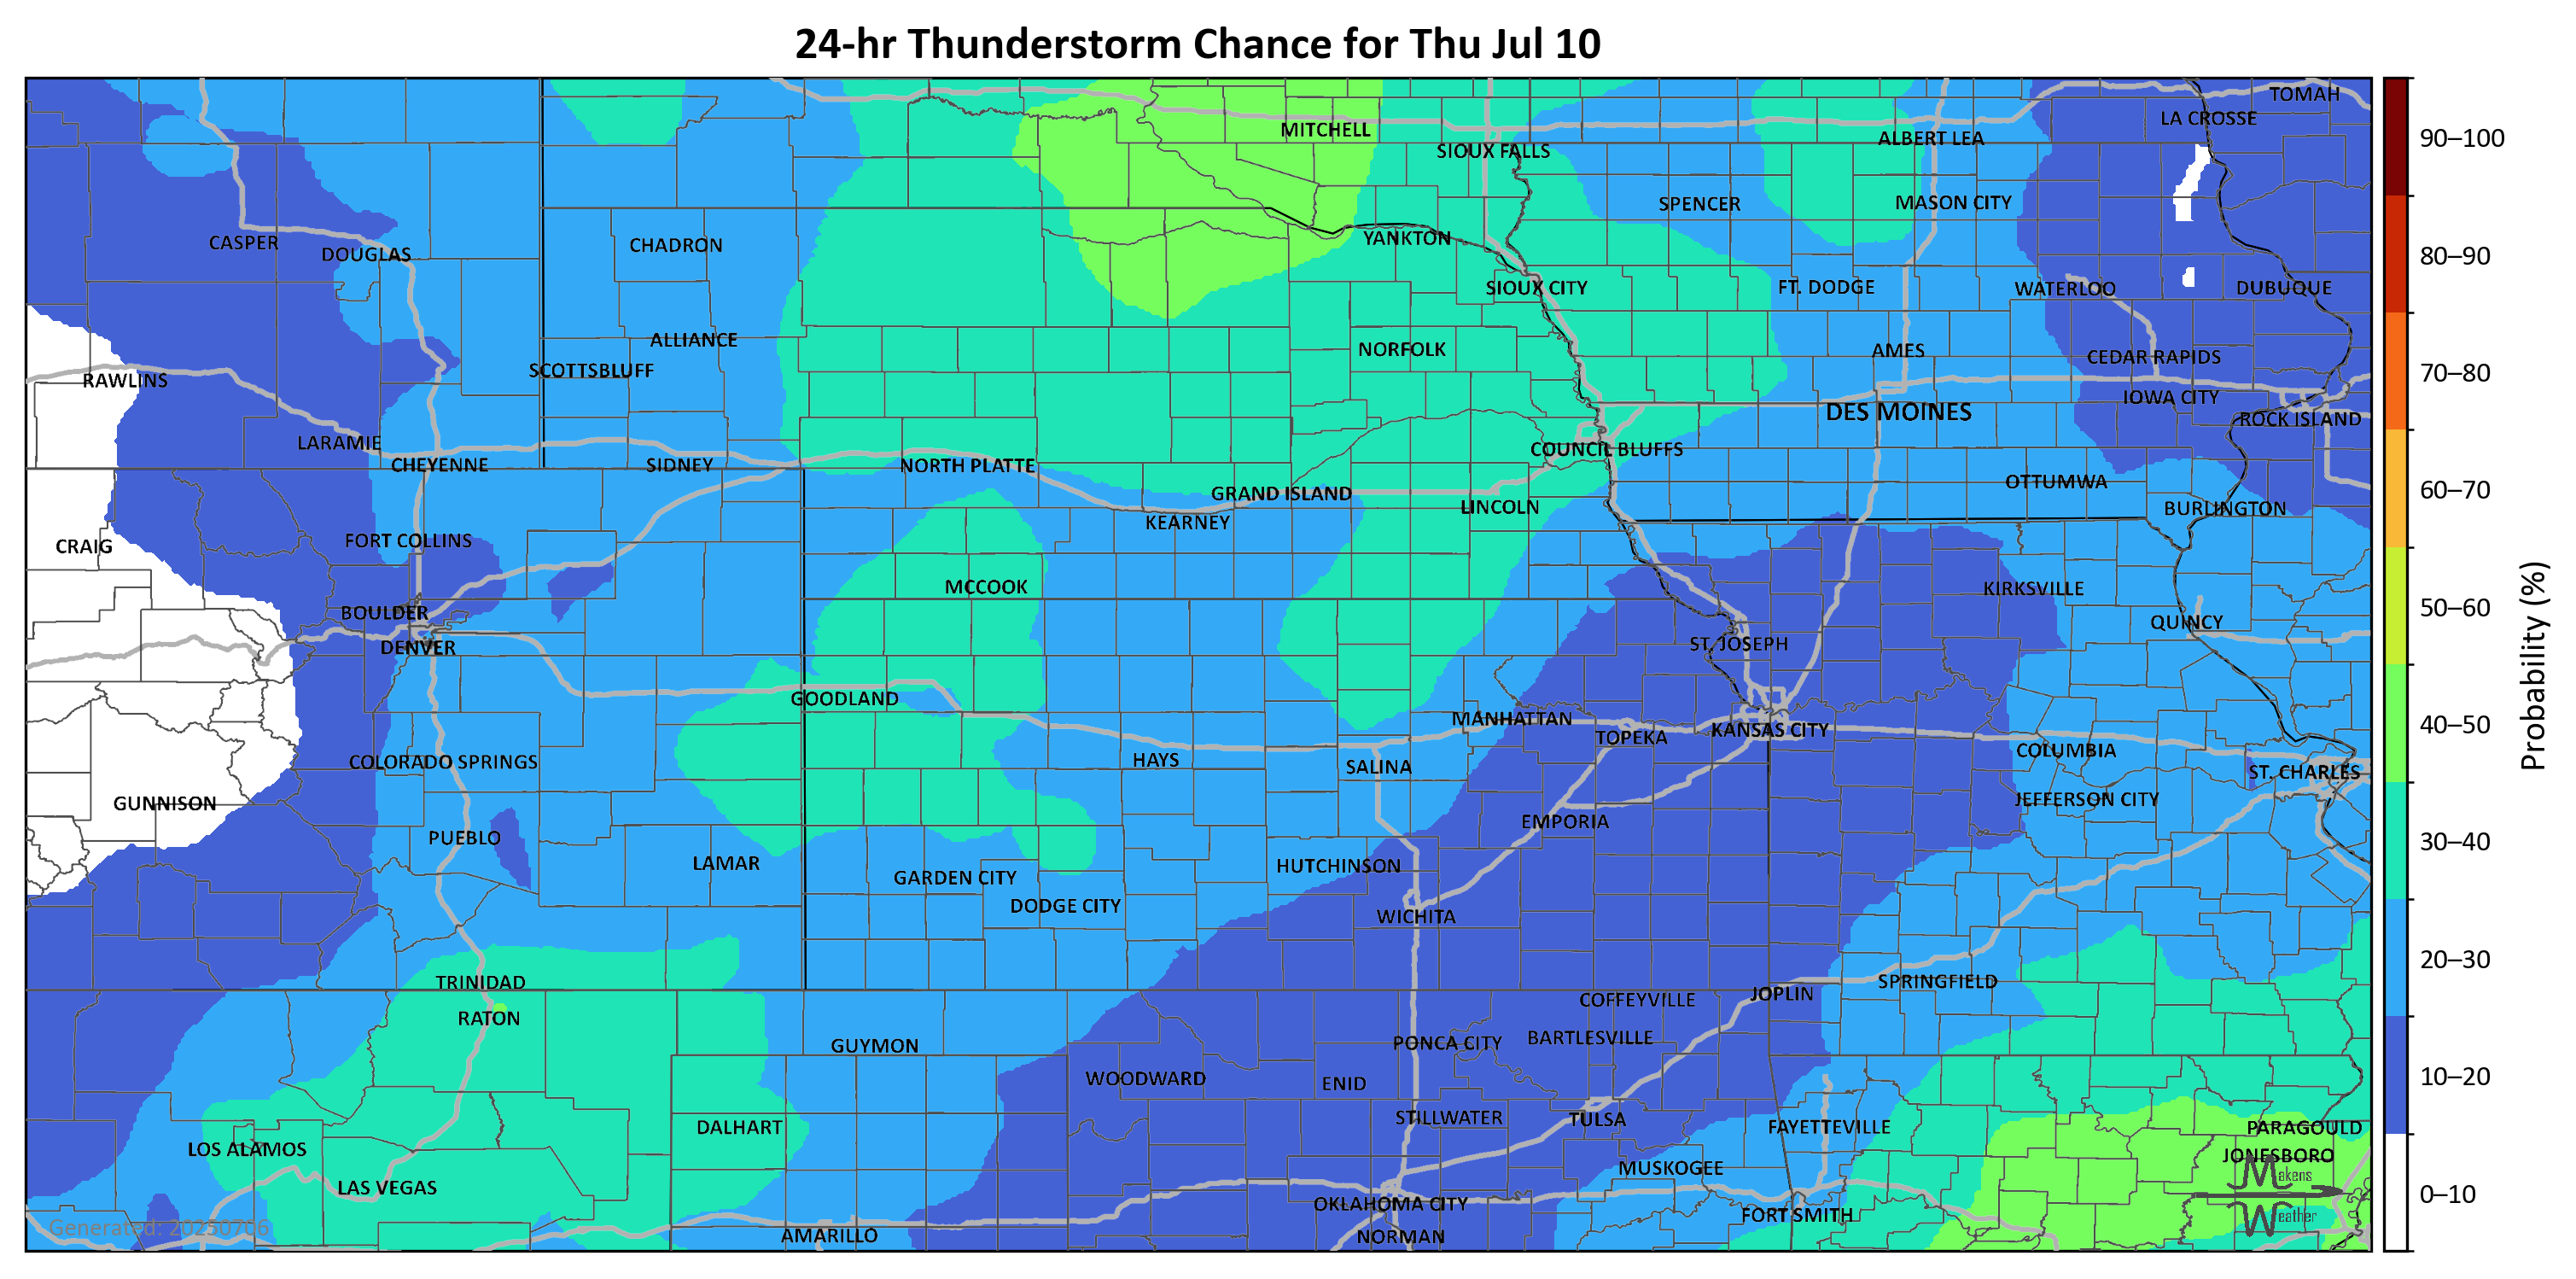 24-hr Thunderstorm Chance for Thu Jul 10
TOMAH
LA CROSSE
MITCHELL
ALBERT LEA
SIOUX FALLS
MASON CITY
SPENCER
YANKTON
CASPER
CHADRON
DOUGLAS
FT. DODGE
SIOUX CITY
WATERLOO
DUBUQUE
ALLIANCE
NORFOLK
AMES
CEDAR RAPIDS
SCOTTSBLUFF
RAWLINS
IOWA CITY
DES MOINES
ROCK ISLAND
LARAMIE
COUNCIL BLUFFS
CHEYENNE
SIDNEY
NORTH PLATTE
OTTUMWA
GRAND ISLAND
LINCOLN
BURLINGTON
KEARNEY
FORT COLLINS
CRAIG
MCCOOK
KIRKSVILLE
BOULDER
QUINCY
DENVER
ST. JOSEPH
GOODLAND
MANHATTAN
KANSAS CITY
TOPEKA
COLUMBIA
HAYS
COLORADO SPRINGS
SALINA
ST. CHARLES
JEFFERSON CITY
GUNNISON
EMPORIA
PUEBLO
LAMAR
HUTCHINSON
GARDEN CITY
DODGE CITY
WICHITA
TRINIDAD
SPRINGFIELD
JOPLIN
COFFEYVILLE
RATON
BARTLESVILLE
PONCA CITY
GUYMON
WOODWARD
ENID
STILLWATER
TULSA
DALHART
FAYETTEVILLE
PARAGOULD
LOS ALAMOS
JONESBORO
MUSKOGEE
LAS VEGAS
OKLAHOMA CITY
FORT SMITH
AMARILLO
NORMAN
Generated: 20250706
Makens
Weather
90–100
80–90
70–80
60–70
50–60
40–50
30–40
20–30
10–20
0–10
Probability (%)